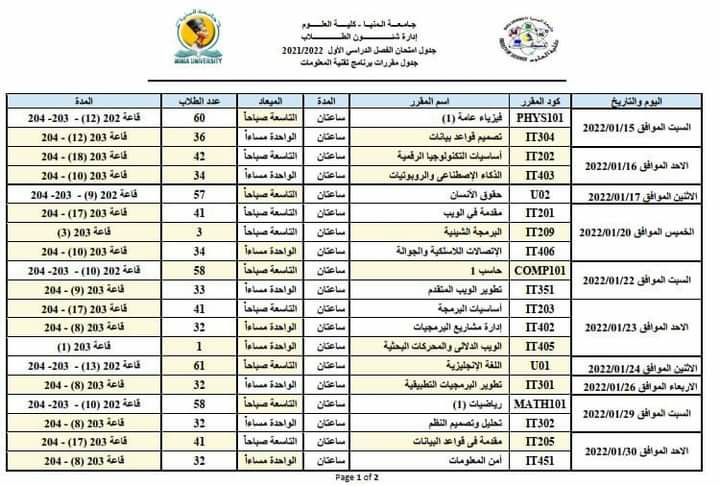 جامعة المنيا - كلية العلوم
إدارة شئون الطلاب
جدول امتحان الفصل الدراسي الأول 2021/2022
جدول مقررات برنامج تقنية المعلومات
MINIA UNIVERSITY
اليوم والتاريخ كود المقرر اسم المقرر المدة الميعاد عدد الطلاب المدة
السبت الموافق 2022/01/15 PHYS101 فيزياء عامة (1) ساعتان التاسعة صباحاً 60 قاعة 202 (12) - 203- 204
IT304 تصميم قواعد بيانات ساعتان الواحدة مساءاً 36 قاعة 203 (12) - 204
الاحد الموافق 2022/01/16 IT202 أساسيات التكنولوجيا الرقمية ساعتان التاسعة صباحاً 42 قاعة 203 (18) - 204
IT403 الذكاء الإصطناعى والروبوتيات ساعتان الواحدة مساءاً 34 قاعة 203 (10) - 204
الاثنين الموافق 2022/01/17 U02 حقوق الأنسان ساعتان التاسعة صباحاً 57 قاعة 202 (9) - 203- 204
الخميس الموافق 2022/01/20 IT201 مقدمة في الويب ساعتان التاسعة صباحاً 41 قاعة 203 (17) - 204
IT209 البرمجة الشيئية ساعتان التاسعة صباحاً 3 قاعة 203 (3)
IT406 الإتصالات اللاسلكية والجوالة ساعتان الواحدة مساءاً 34 قاعة 203 (10) - 204
السبت الموافق 2022/01/22 COMP101 حاسب 1 ساعتان التاسعة صباحاً 58 قاعة 202 (10) - 203- 204
IT351 تطوير الويب المتقدم ساعتان الواحدة مساءاً 33 قاعة 203 (9) - 204
الاحد الموافق 2022/01/23 IT203 أساسيات البرمجة ساعتان التاسعة صباحاً 41 قاعة 203 (17) - 204
IT402 إدارة مشاريع البرمجيات ساعتان الواحدة مساءاً 32 قاعة 203 (8) - 204
IT405 الويب الدلالى والمحركات البحثية ساعتان الواحدة مساءاً 1 قاعة 203 (1)
الاثنين الموافق 2022/01/24 U01 اللغة الإنجليزية ساعتان التاسعة صباحاً 61 قاعة 202 (13) - 203- 204
الاربعاء الموافق 2022/01/26 IT301 تطوير البرمجيات التطبيقية ساعتان الواحدة مساءاً 32 قاعة 203 (8) - 204
السبت الموافق 2022/01/29 MATH101 رياضيات (1) ساعتان التاسعة صباحاً 58 قاعة 202 (10) - 203- 204
IT302 تحليل وتصميم النظم ساعتان الواحدة مساءاً 32 قاعة 203 (8) - 204
الاحد الموافق 2022/01/30 IT205 مقدمة فى قواعد البيانات ساعتان التاسعة صباحاً 41 قاعة 203 (17) - 204
IT451 أمن المعلومات ساعتان الواحدة مساءاً 32 قاعة 203 (8) - 204
Page 1 of 2